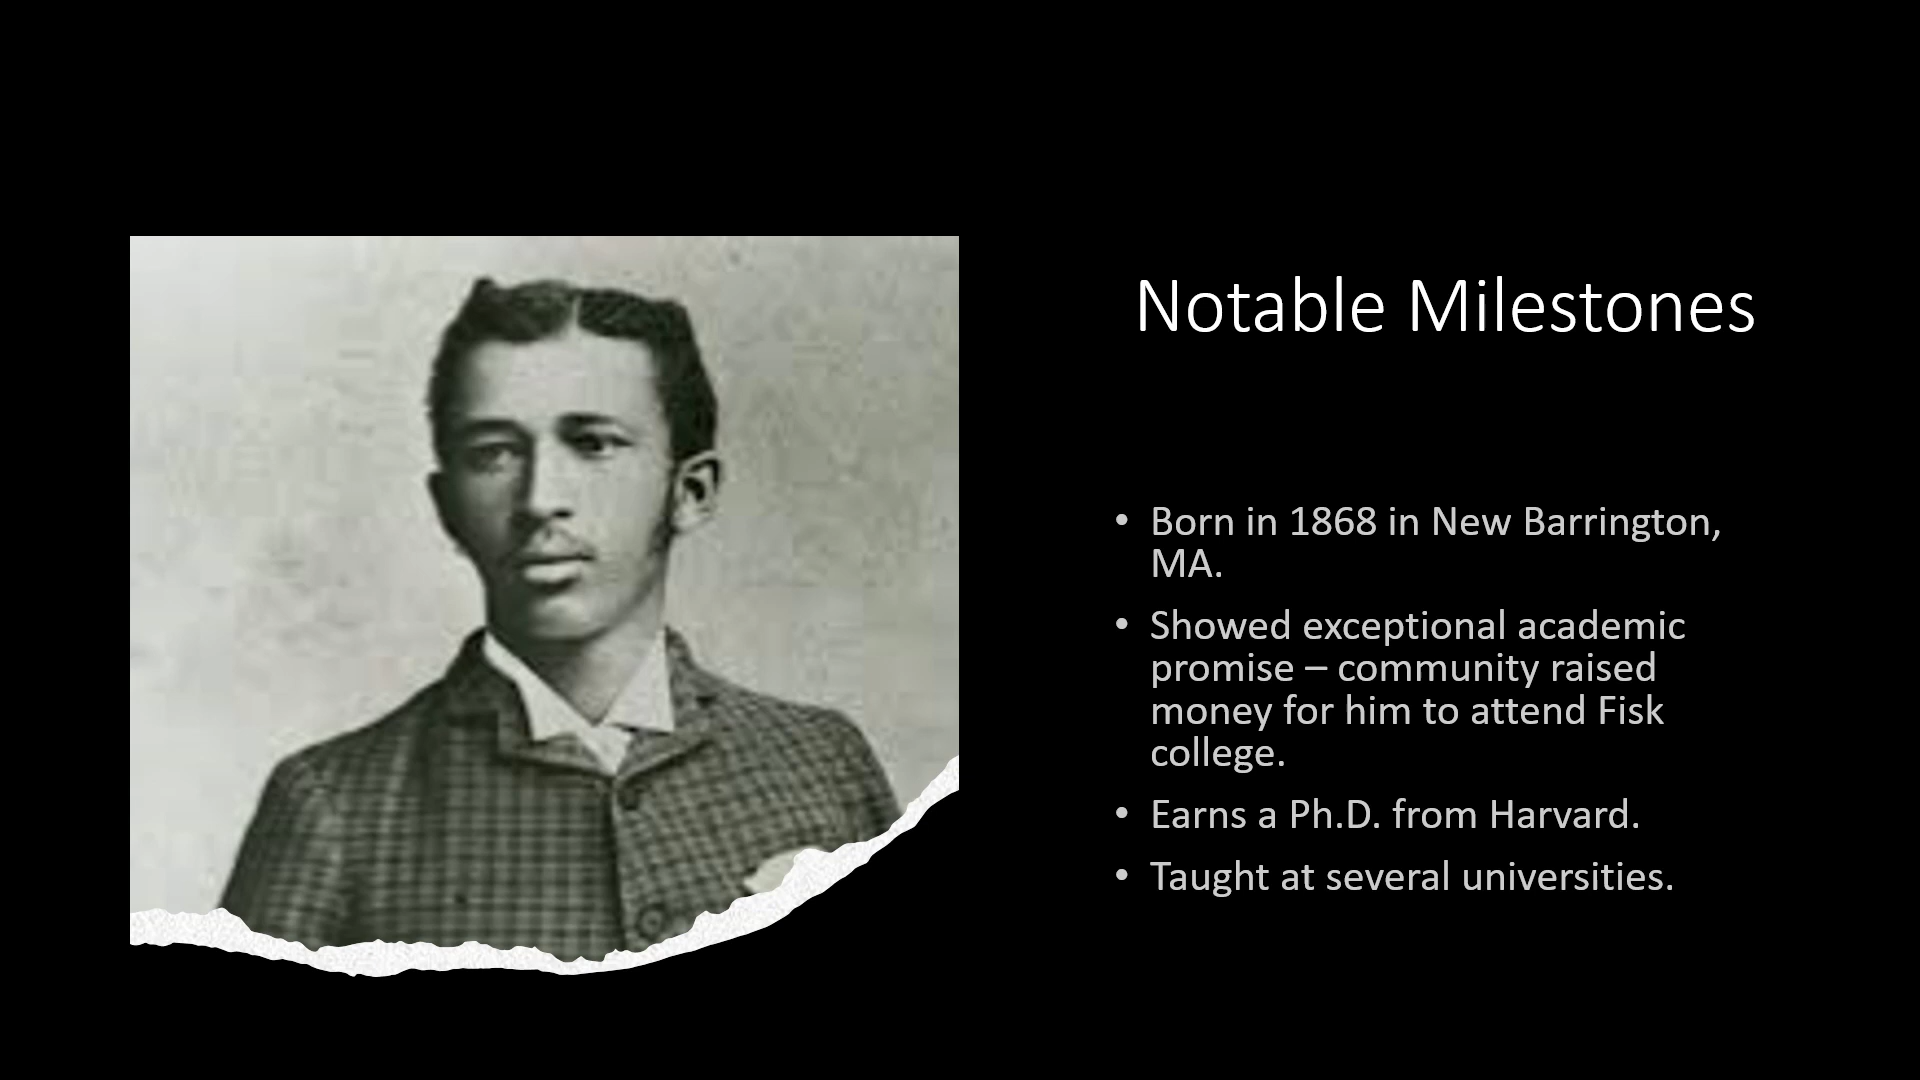 Notable Milestones
• Born in 1868 in New Barrington,
MA.
• Showed exceptional academic
promise – community raised
money for him to attend Fisk
college.
• Earns a Ph.D. from Harvard.
• Taught at several universities.